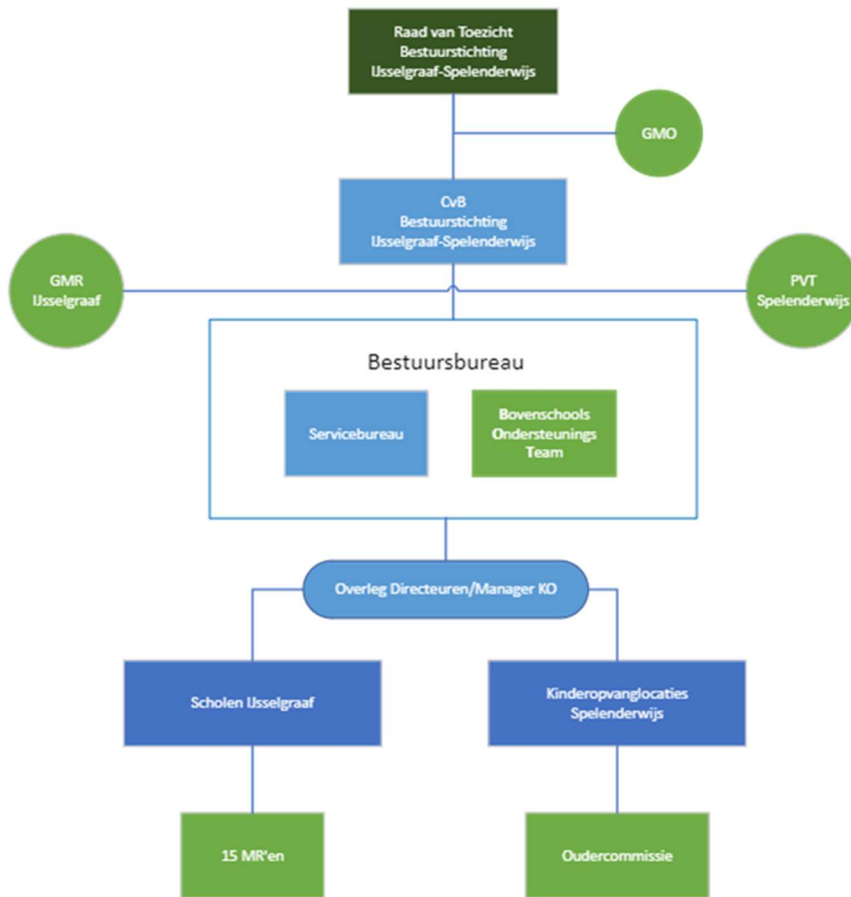 Raad van Toezicht
Bestuurstichting
IJsselgraaf-Spelenderwijs
GMO
CvB
Bestuurstichting
IJsselgraaf-Spelenderwijs
GMR
IJsselgraaf
PVT
Spelenderwijs
Bestuursbureau
Servicebureau
Bovenschools
Ondersteunings
Team
Overleg Directeuren/Manager KO
Scholen IJsselgraaf
Kinderopvanglocaties
Spelenderwijs
15 MR'en
Oudercommissie